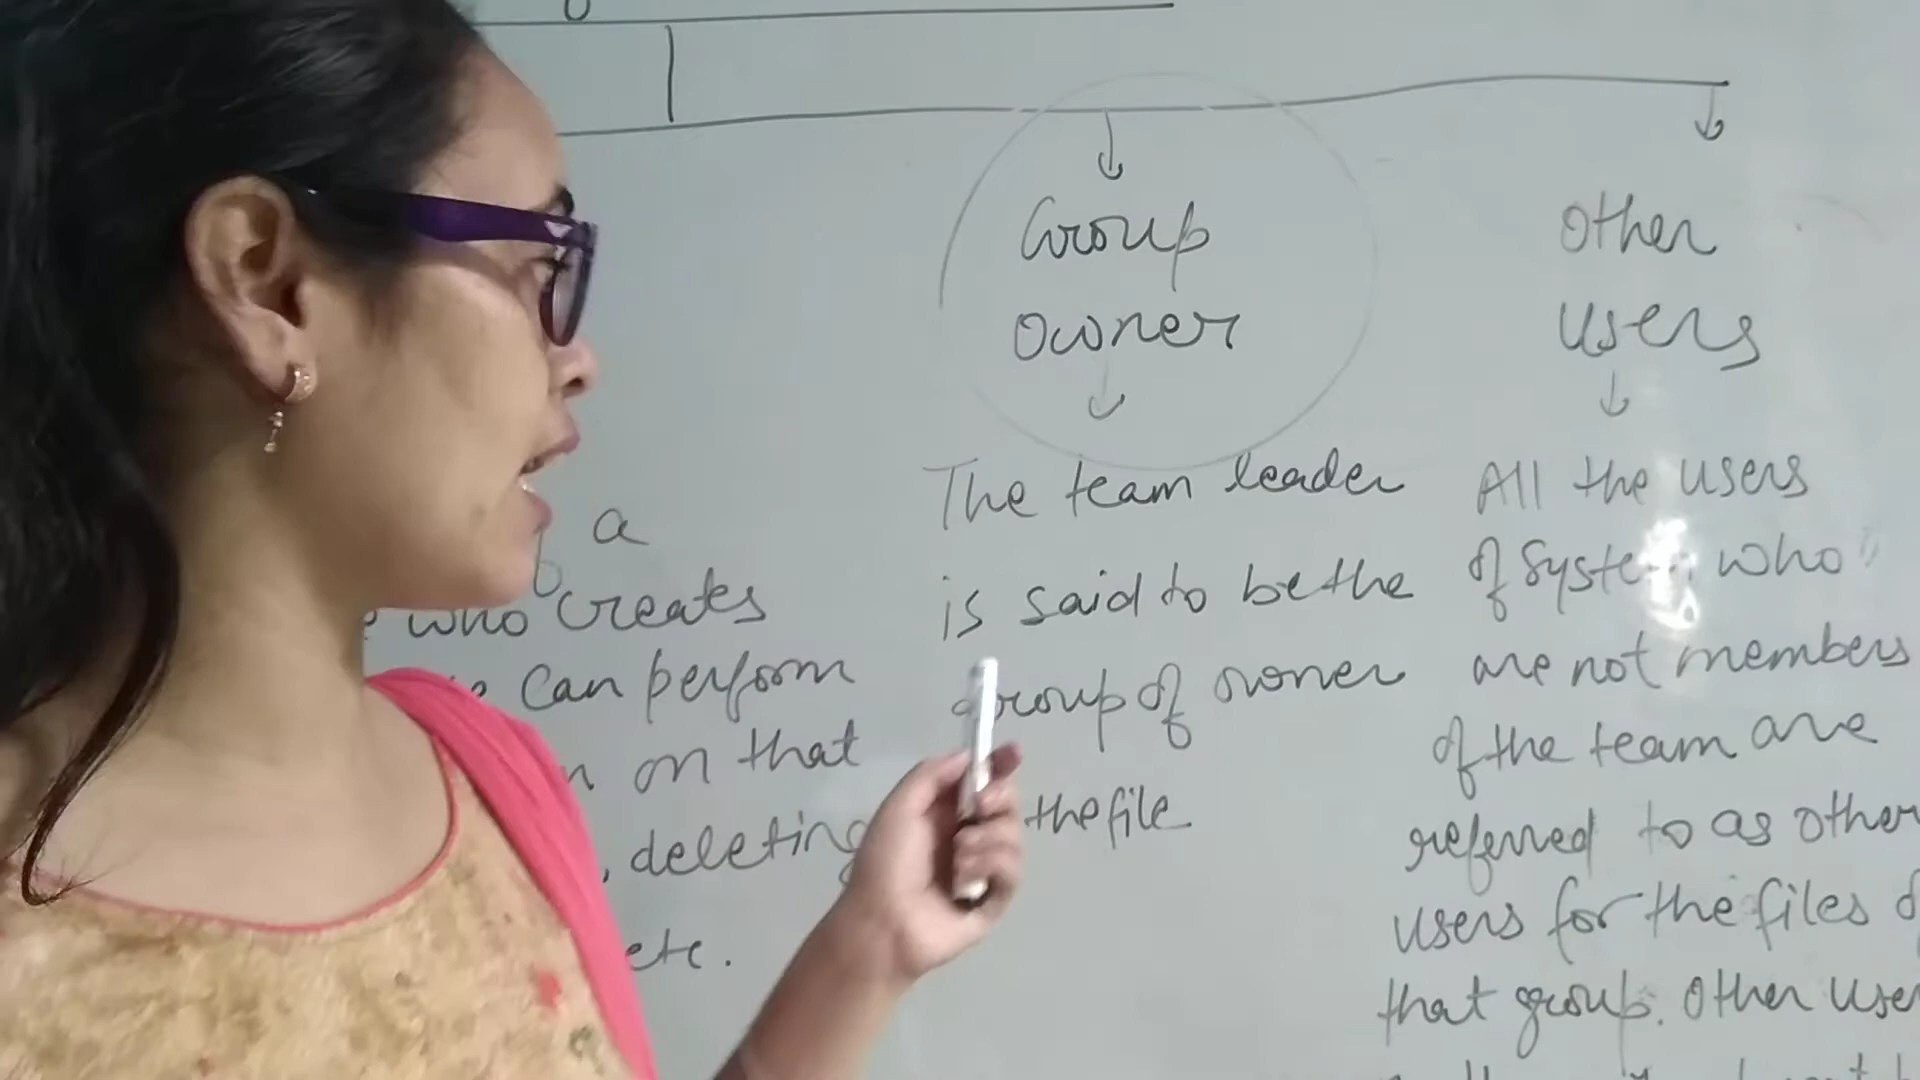 Group
Owner
The team leader
is said to be the
group of owner
the file
Other
Users
All the users
of system who
are not members
of the team are
referred to as other
users for the files
that group. Other
a
who creates
can perform
on that
deleting
etc.